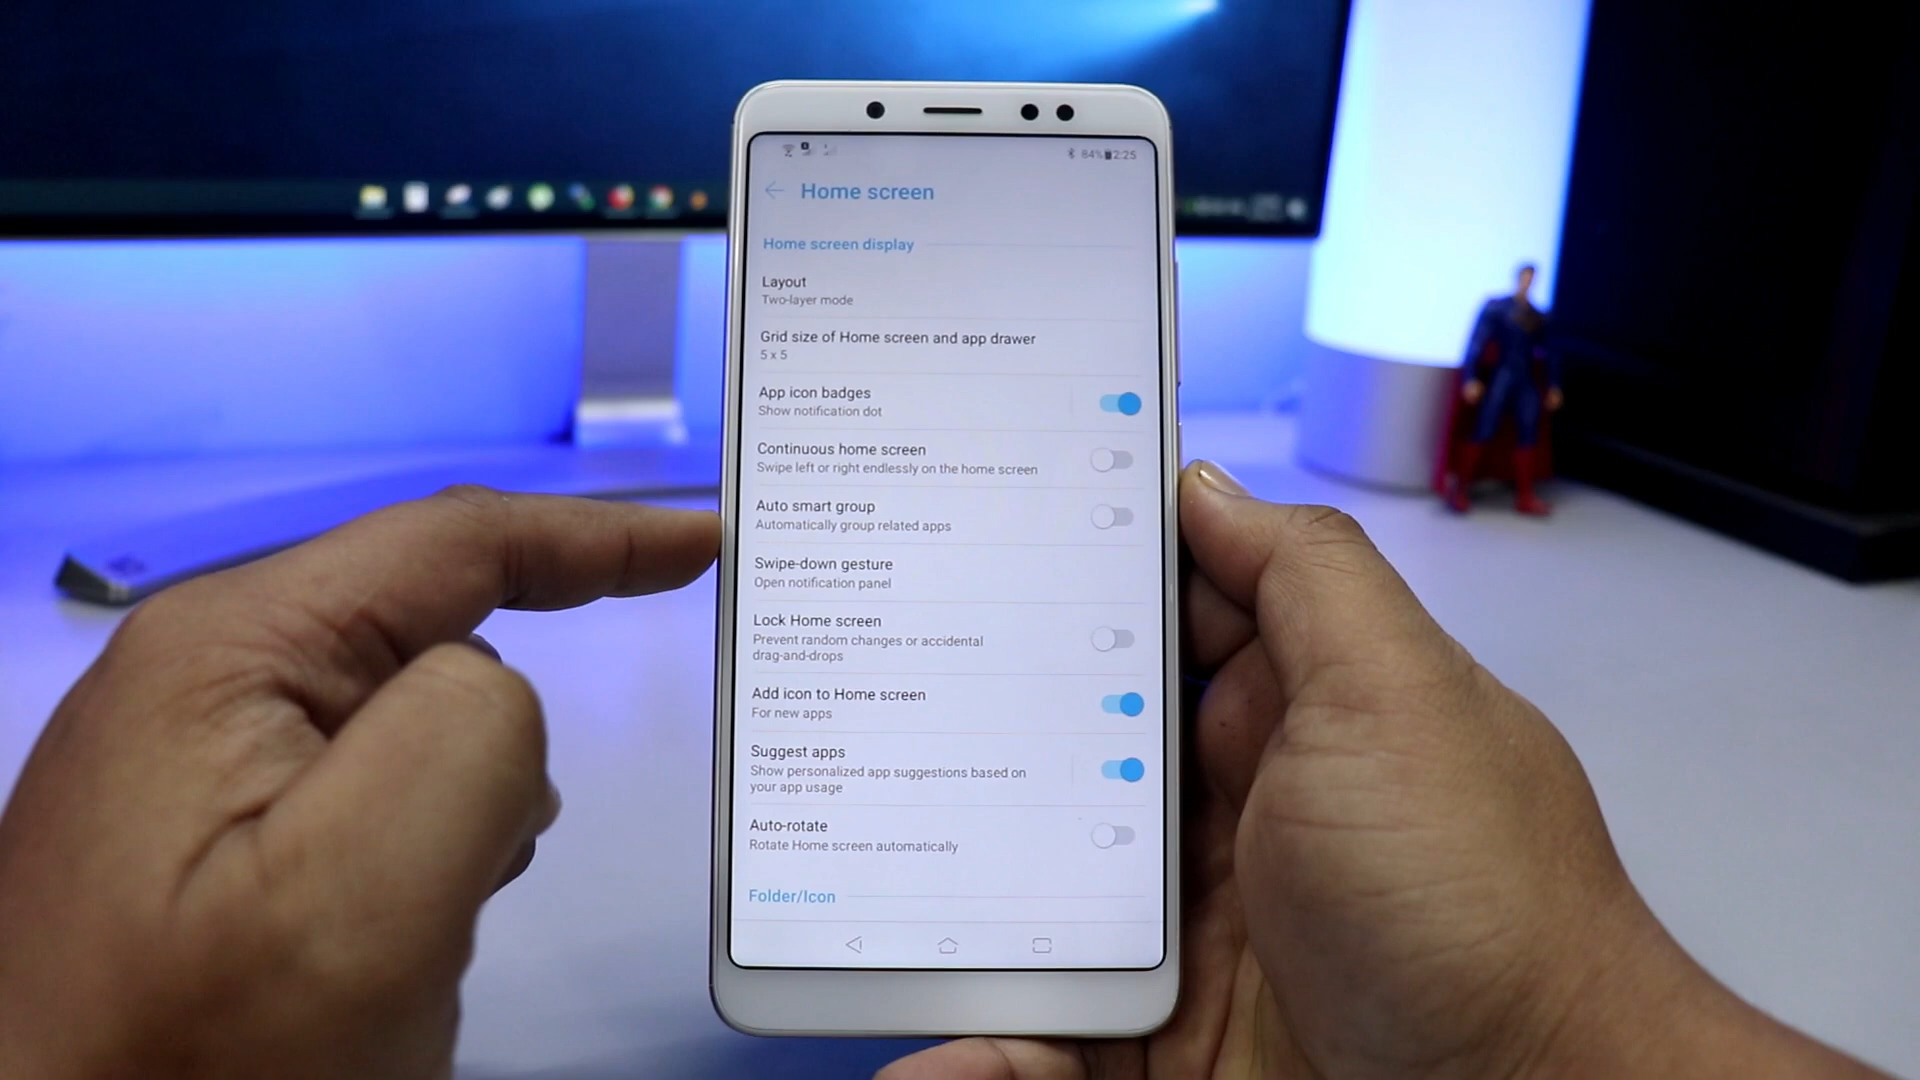 84% 2:25
Home screen
Home screen display
Layout
Two-layer mode
Grid size of Home screen and app drawer
5 x 5
App icon badges
Show notification dot
Continuous home screen
Swipe left or right endlessly on the home screen
Auto smart group
Automatically group related apps
Swipe-down gesture
Open notification panel
Lock Home screen
Prevent random changes or accidental
drag-and-drops
Add icon to Home screen
For new apps
Suggest apps
Show personalized app suggestions based on
your app usage
Auto-rotate
Rotate Home screen automatically
Folder/Icon